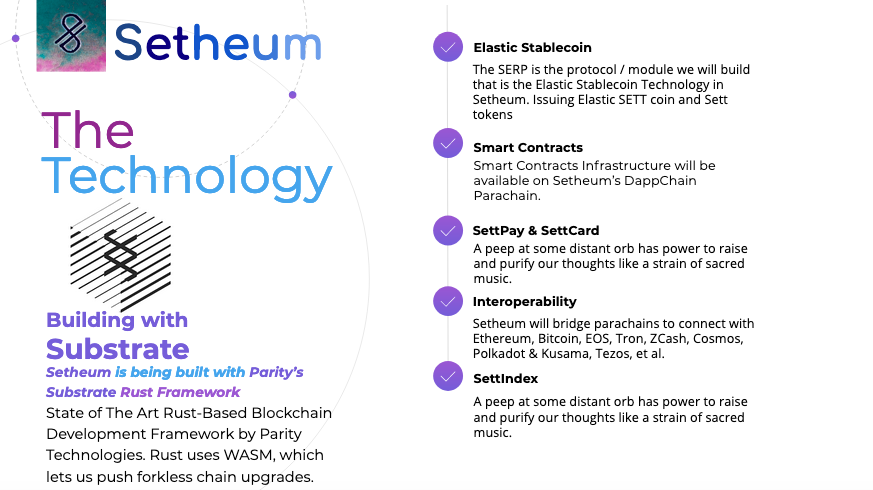 Setheum
The
Technology
Building with
Substrate
Setheum is being built with Parity's
Substrate Rust Framework
State of The Art Rust-Based Blockchain
Development Framework by Parity
Technologies. Rust uses WASM, which
lets us push forkless chain upgrades.
Elastic Stablecoin
The SERP is the protocol / module we will build
that is the Elastic Stablecoin Technology in
Setheum. Issuing Elastic SETT coin and Sett
tokens
Smart Contracts
Smart Contracts Infrastructure will be
available on Setheum's DappChain
Parachain.
SettPay & SettCard
A peep at some distant orb has power to raise
and purify our thoughts like a strain of sacred
music.
Interoperability
Setheum will bridge parachains to connect with
Ethereum, Bitcoin, EOS, Tron, ZCash, Cosmos,
Polkadot & Kusama, Tezos, et al.
SettIndex
A peep at some distant orb has power to raise
and purify our thoughts like a strain of sacred
music.